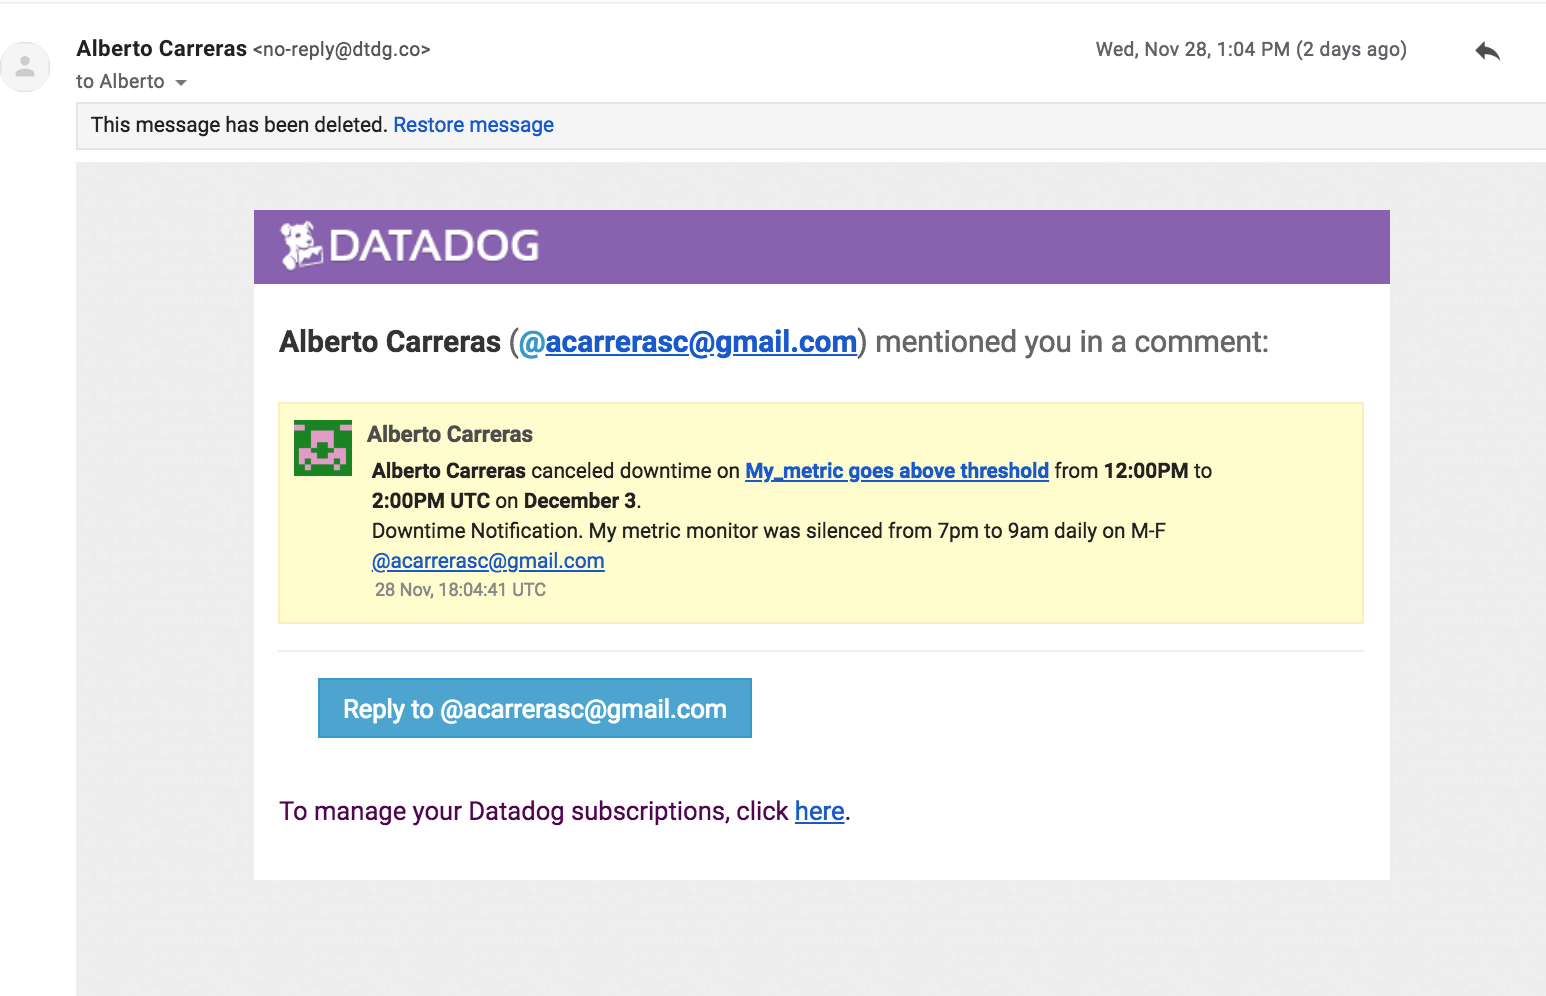 Alberto Carreras <no-reply@dtdg.co>
Wed, Nov 28, 1:04 PM (2 days ago)
to Alberto
This message has been deleted. Restore message
DATADOG
Alberto Carreras (@acarrerasc@gmail.com) mentioned you in a comment:
Alberto Carreras
Alberto Carreras canceled downtime on My_metric goes above threshold from 12:00PM to
2:00PM UTC on December 3.
Downtime Notification. My metric monitor was silenced from 7pm to 9am daily on M-F
@acarrerasc@gmail.com
28 Nov, 18:04:41 UTC
Reply to @acarrerasc@gmail.com
To manage your Datadog subscriptions, click here.